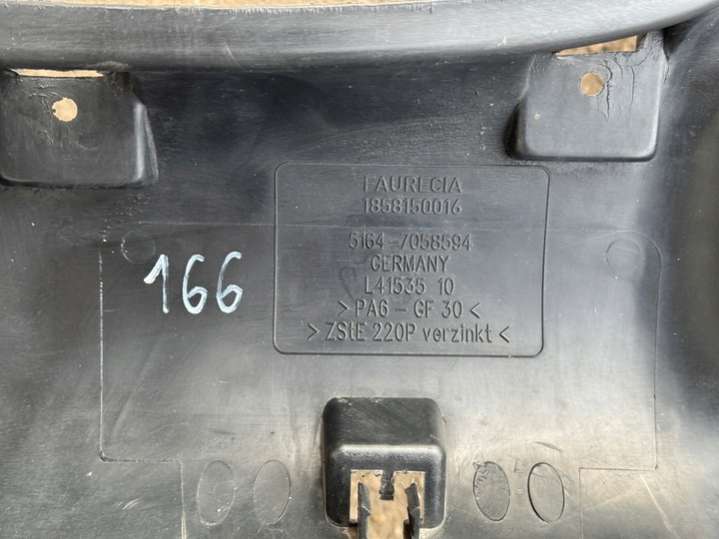 FAURECIA
1858150016
5164-7058594
GERMANY
L41535 10
>PA6-GF 30<
>ZStE 220P verzinkt<
166